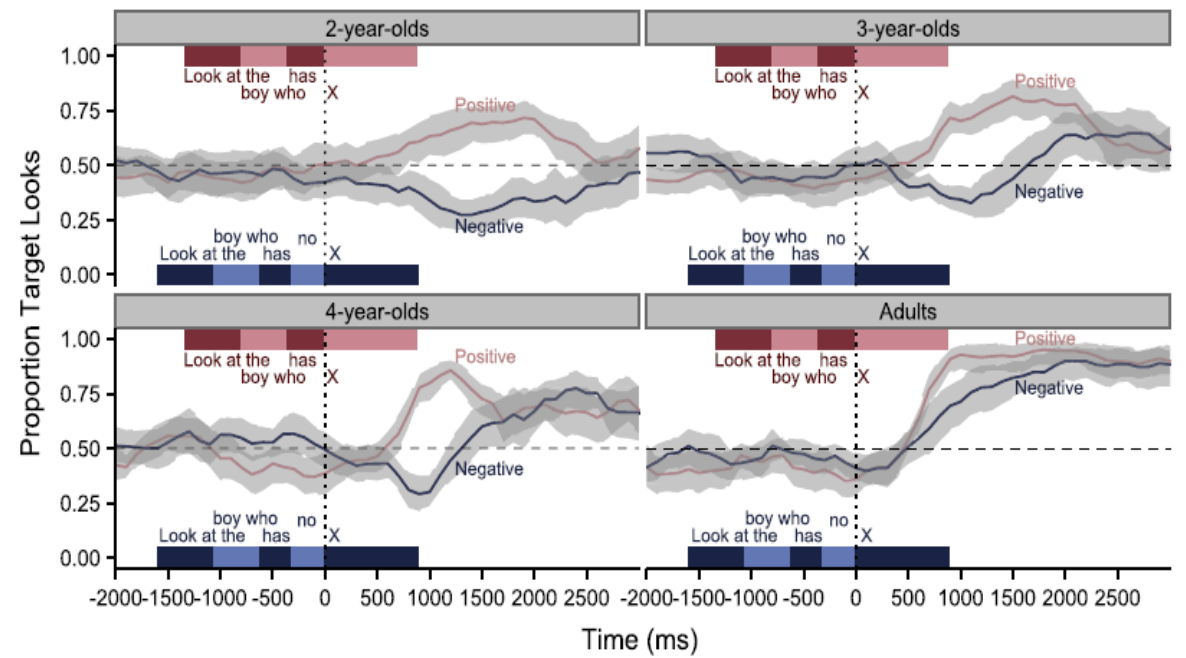 2-year-olds
3-year-olds
1.00
0.75
0.50
0.25
0.00
Look at the has
boy who X
Positive
Negative
boy who no
Look at the has X
Look at the has
boy who X
Positive
Negative
boy who no
Look at the has X
Proportion Target Looks
4-year-olds
Adults
1.00
0.75
0.50
0.25
0.00
Look at the has
boy who X
Positive
Negative
boy who no
Look at the has X
Look at the has
boy who X
Positive
Negative
boy who no
Look at the has X
-2000 -1500 -1000 -500 0 500 1000 1500 2000 2500
-2000 -1500 -1000 -500 0 500 1000 1500 2000 2500
Time (ms)